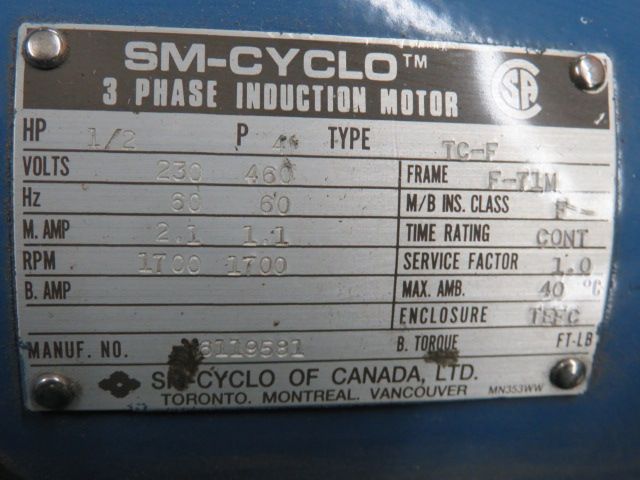 SM-CYCLO™
3 PHASE INDUCTION MOTOR
HP 1/2 P 4 TYPE TC-F
VOLTS 230 460 FRAME F-71M
Hz 60 60 M/B INS. CLASS F
M. AMP 2.1 1.1 TIME RATING CONT
RPM 1700 1700 SERVICE FACTOR 1.0
B. AMP MAX. AMB. 40 °C
ENCLOSURE TEFC
MANUF. NO. B. TORQUE FT-LB
SM-CYCLO OF CANADA, LTD.
TORONTO. MONTREAL. VANCOUVER MN353WW